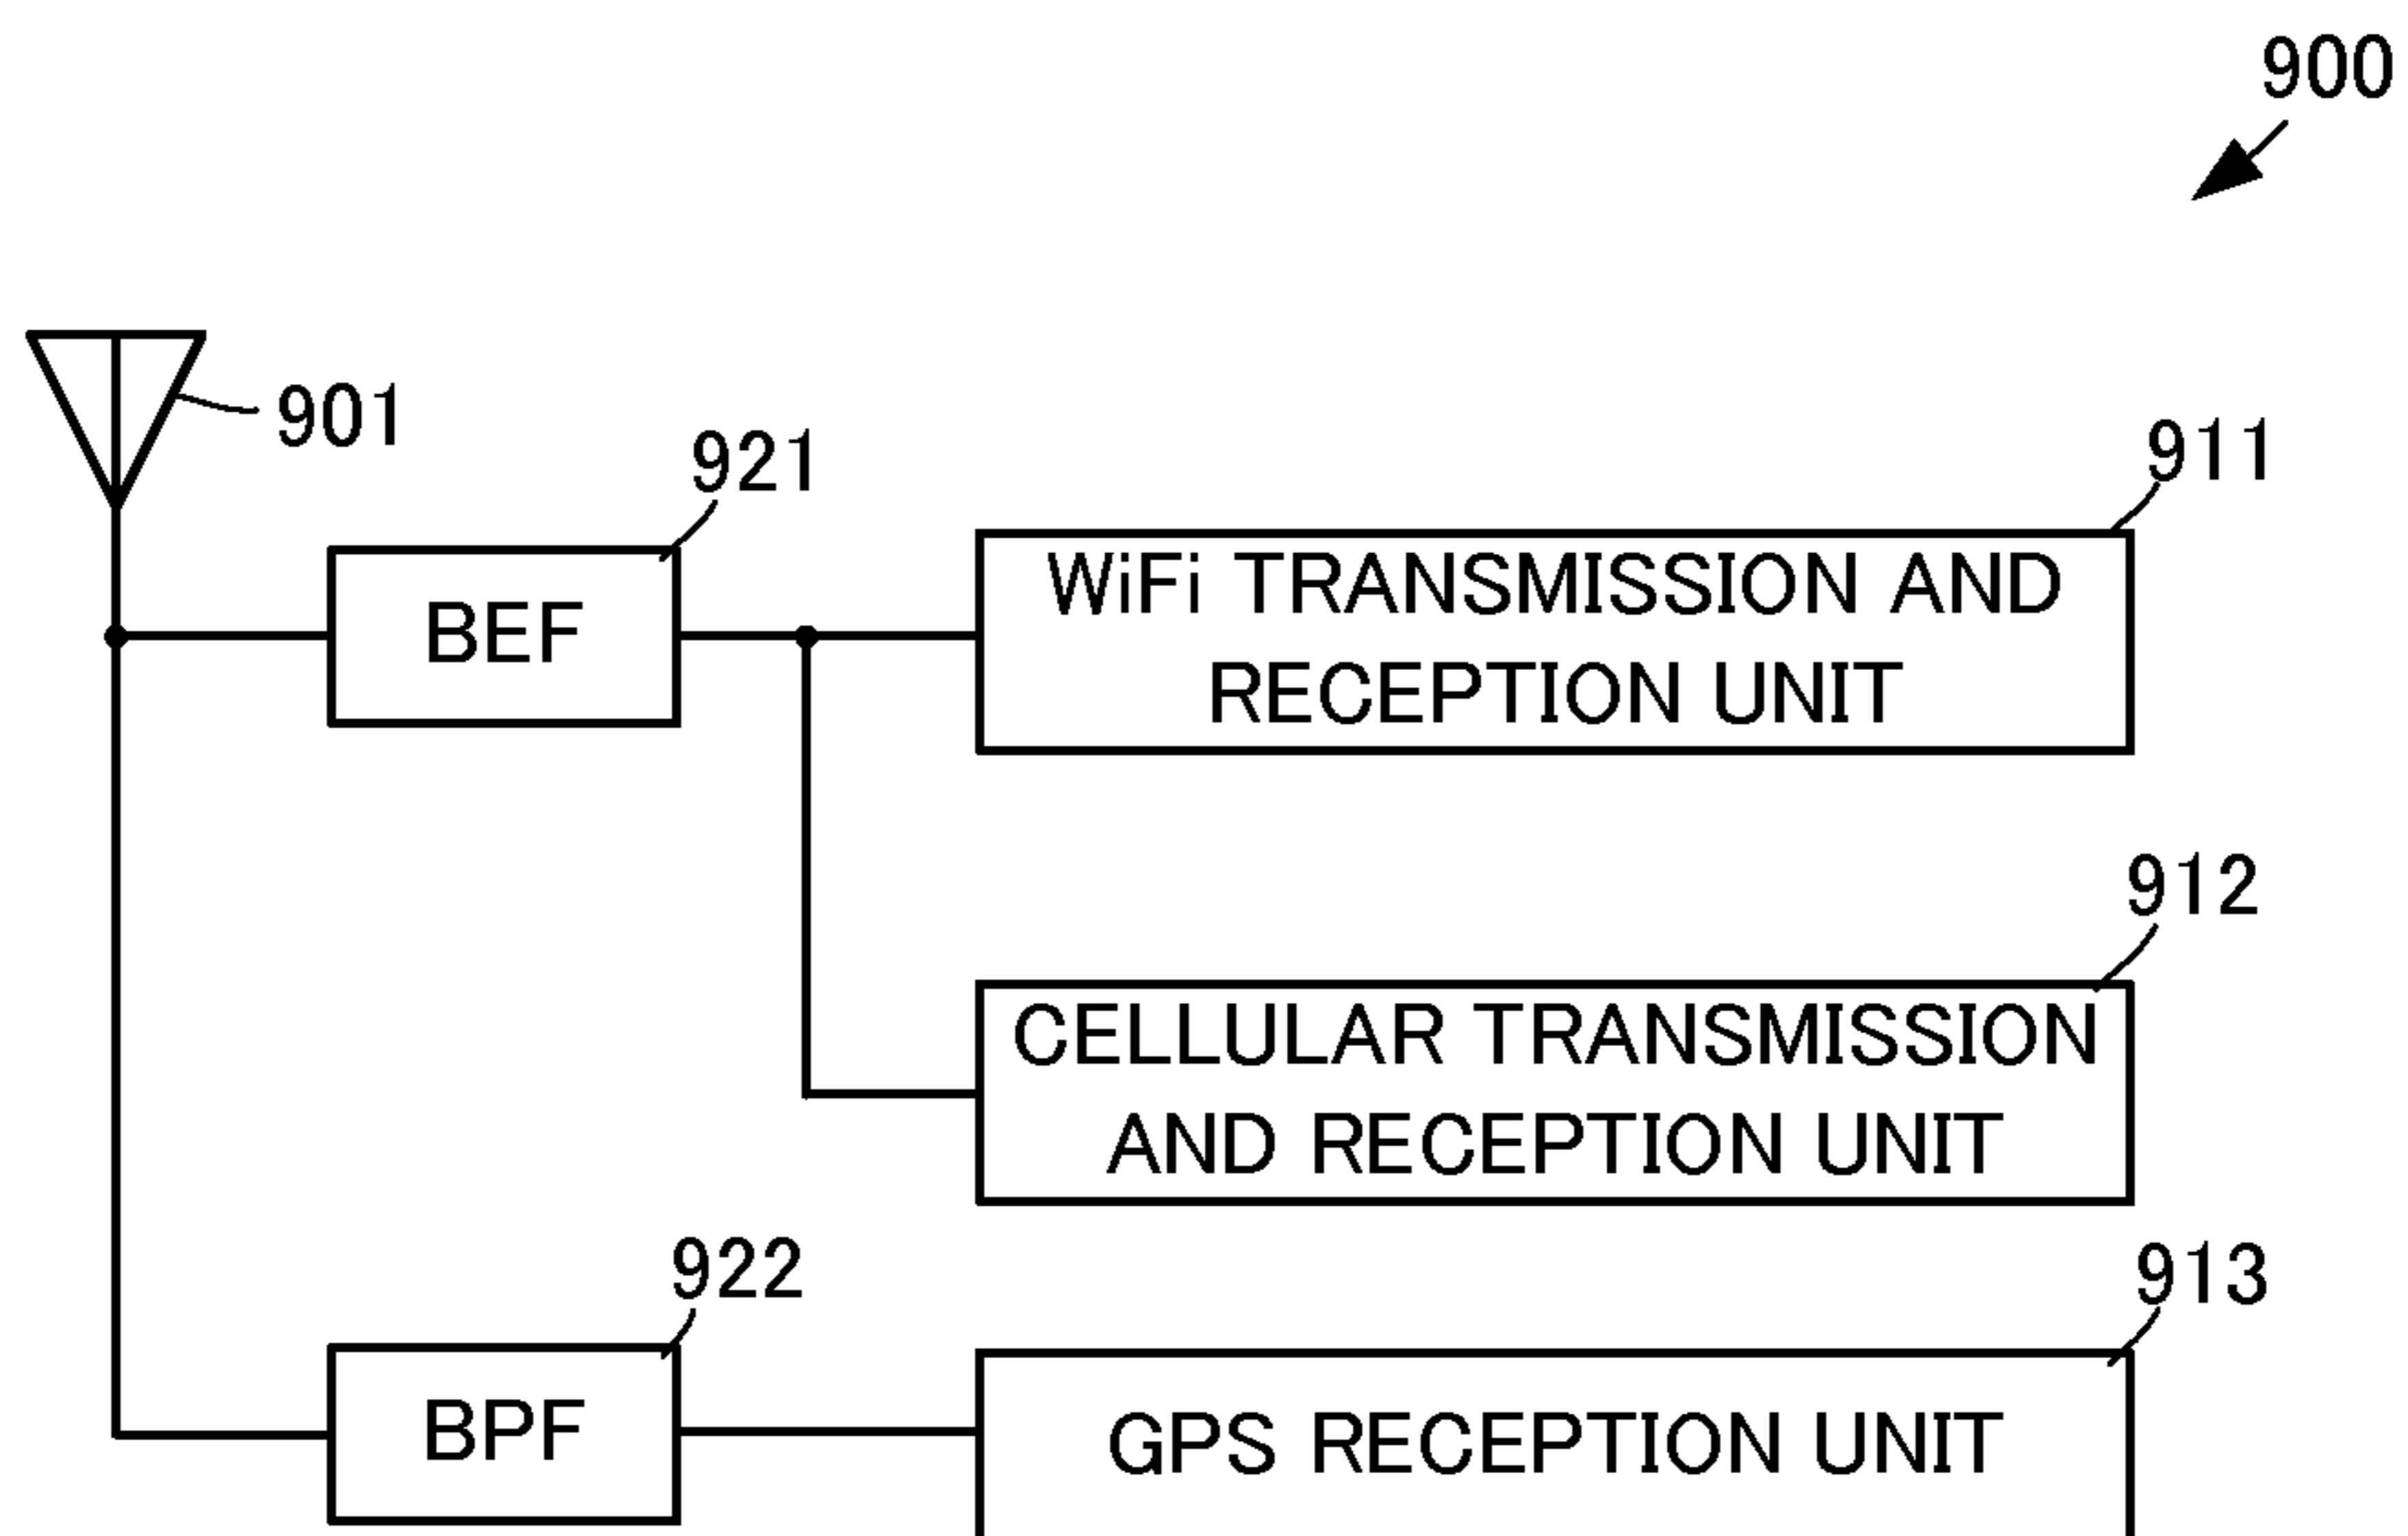 900
901
921
911
BEF
WiFi TRANSMISSION AND
RECEPTION UNIT
912
CELLULAR TRANSMISSION
AND RECEPTION UNIT
922
913
BPF
GPS RECEPTION UNIT